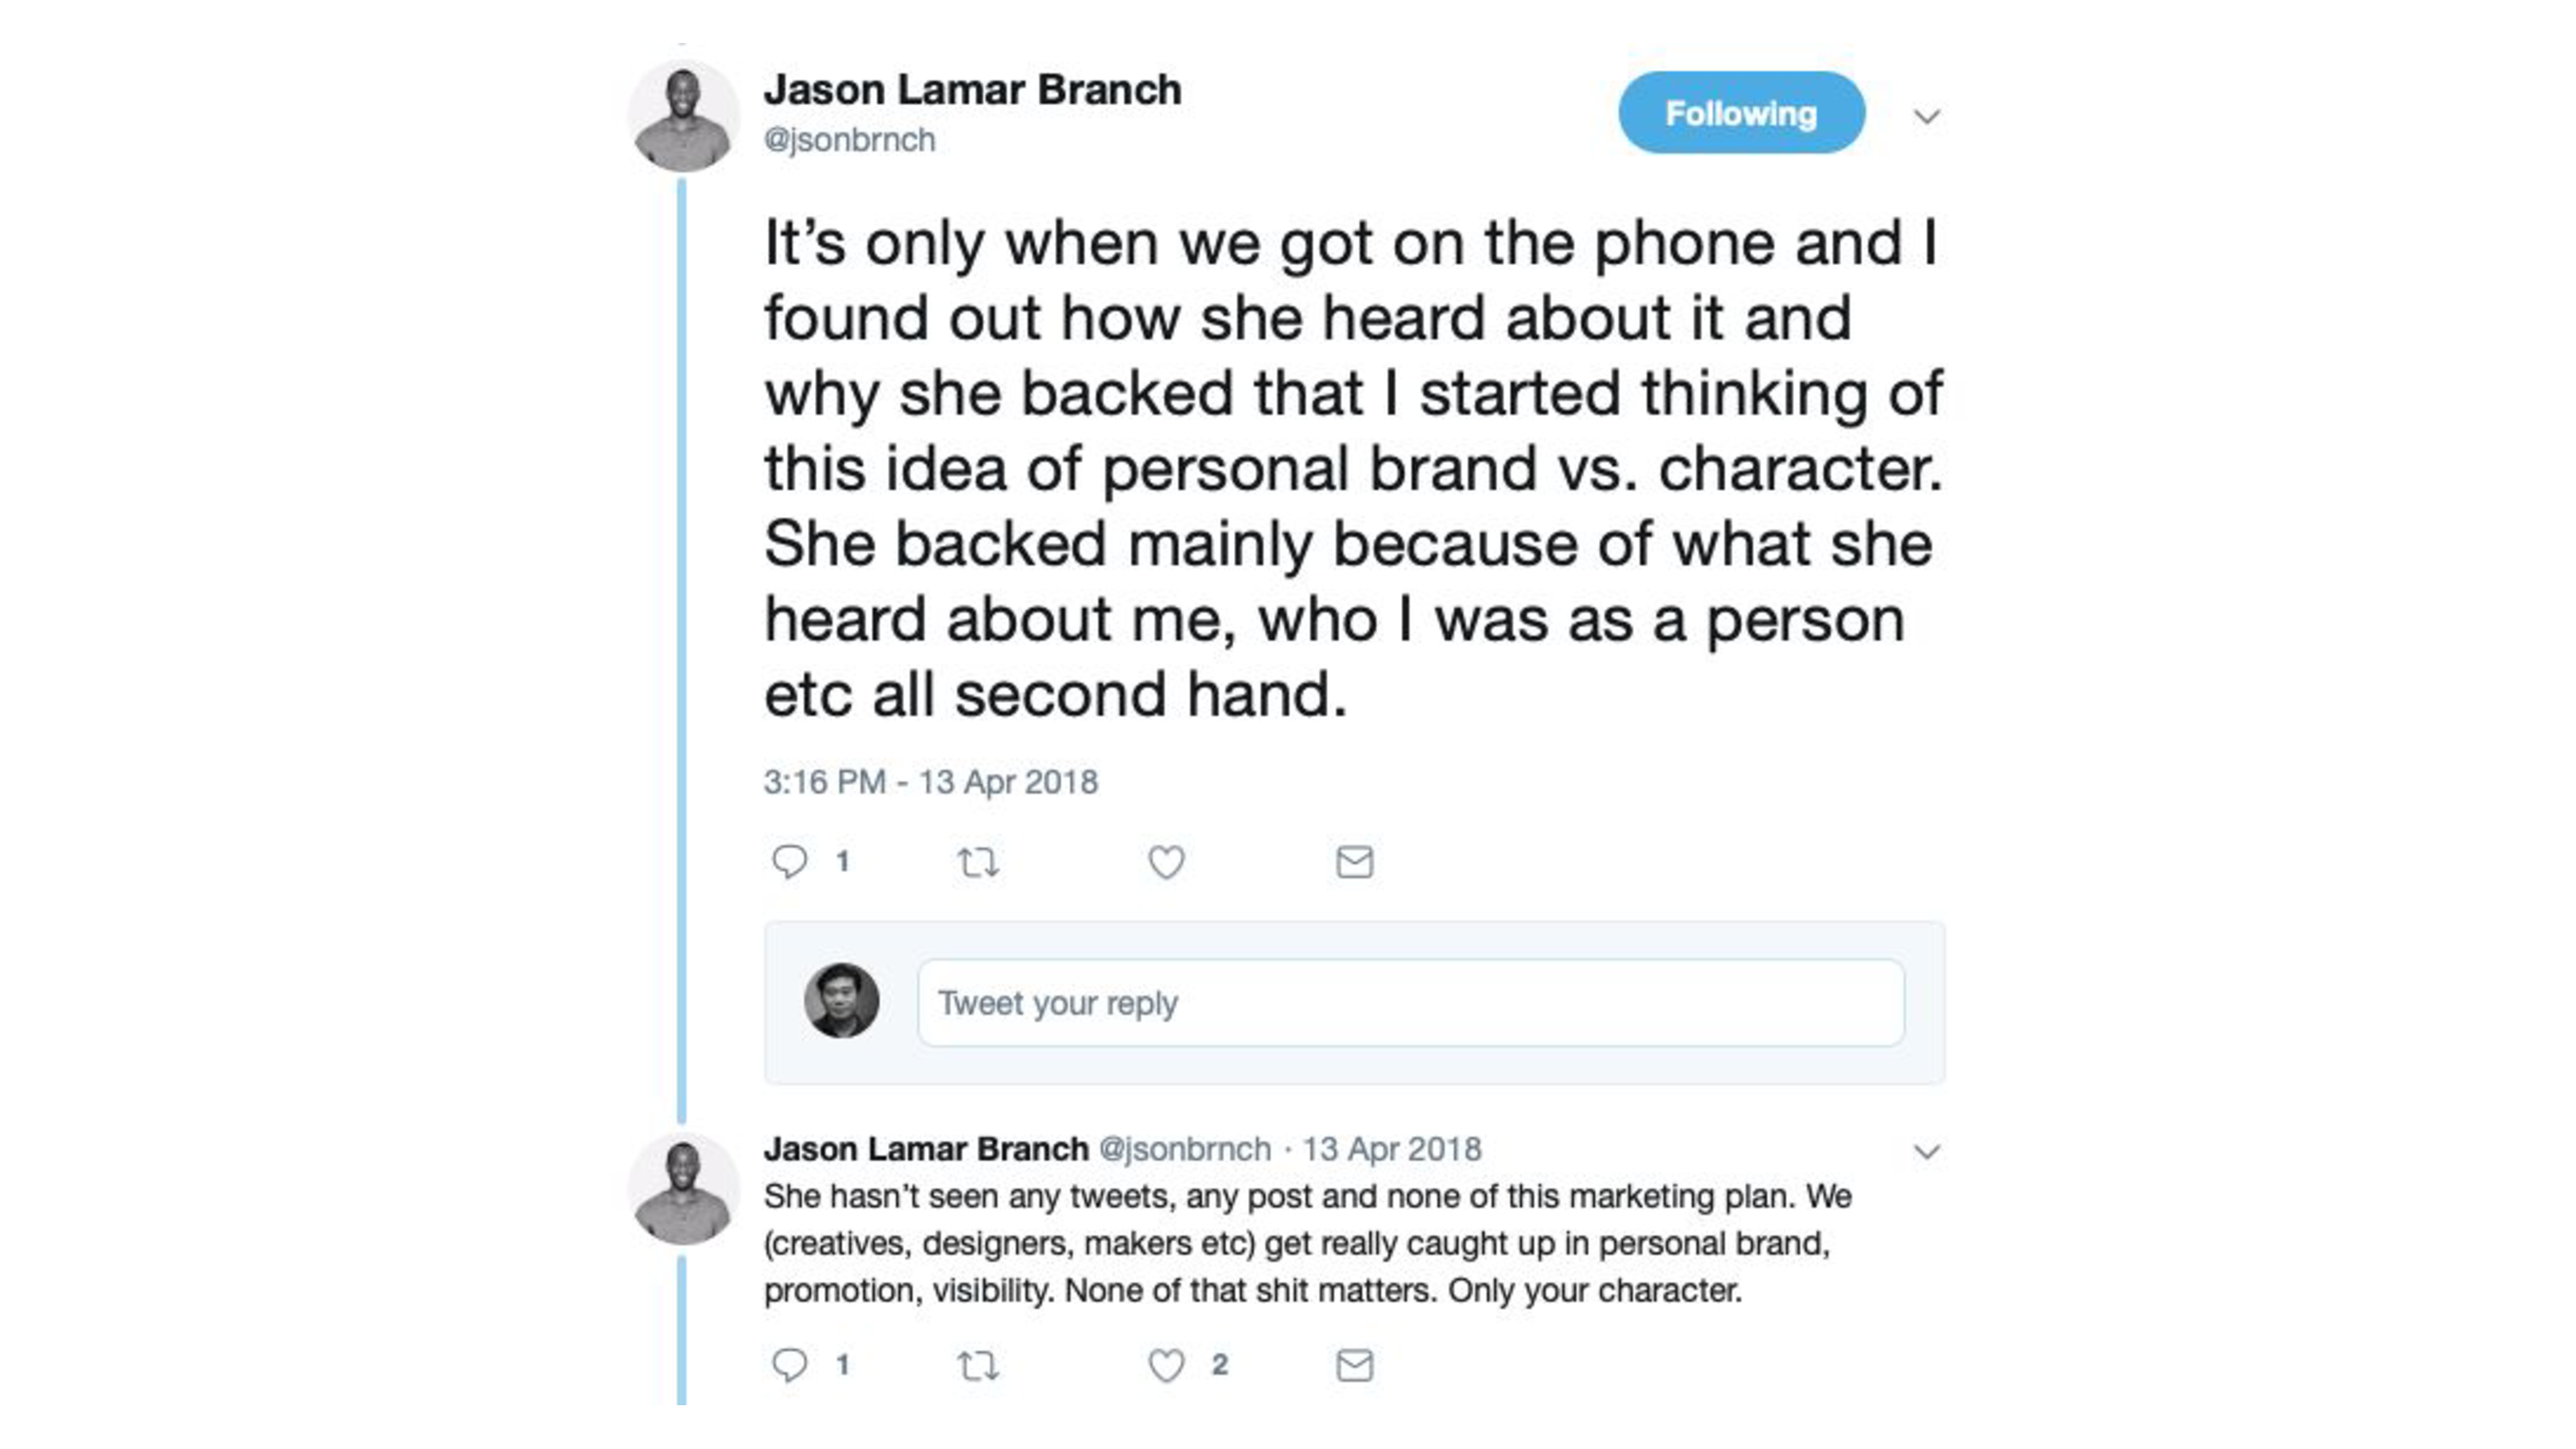 Jason Lamar Branch
Following
@jsonbrnch
It’s only when we got on the phone and I
found out how she heard about it and
why she backed that I started thinking of
this idea of personal brand vs. character.
She backed mainly because of what she
heard about me, who I was as a person
etc all second hand.
3:16 PM - 13 Apr 2018
1
Tweet your reply
Jason Lamar Branch @jsonbrnch · 13 Apr 2018
She hasn’t seen any tweets, any post and none of this marketing plan. We
(creatives, designers, makers etc) get really caught up in personal brand,
promotion, visibility. None of that shit matters. Only your character.
1 2